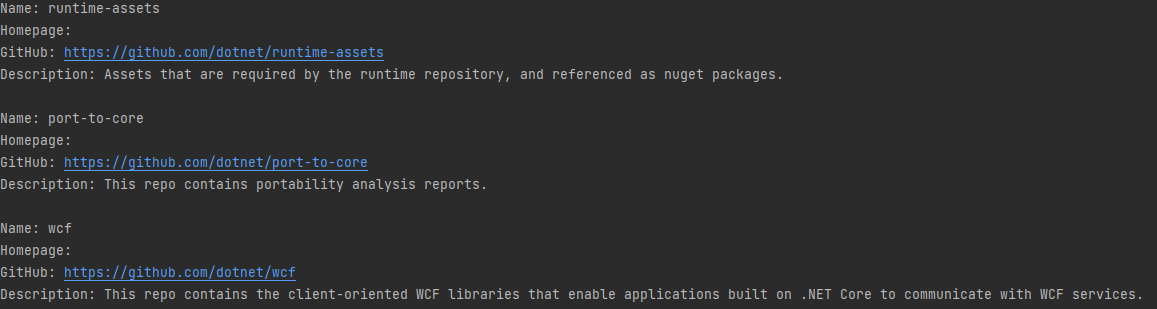 Name: runtime-assets
Homepage:
GitHub: https://github.com/dotnet/runtime-assets
Description: Assets that are required by the runtime repository, and referenced as nuget packages.
Name: port-to-core
Homepage:
GitHub: https://github.com/dotnet/port-to-core
Description: This repo contains portability analysis reports.
Name: wcf
Homepage:
GitHub: https://github.com/dotnet/wcf
Description: This repo contains the client-oriented WCF libraries that enable applications built on .NET Core to communicate with WCF services.